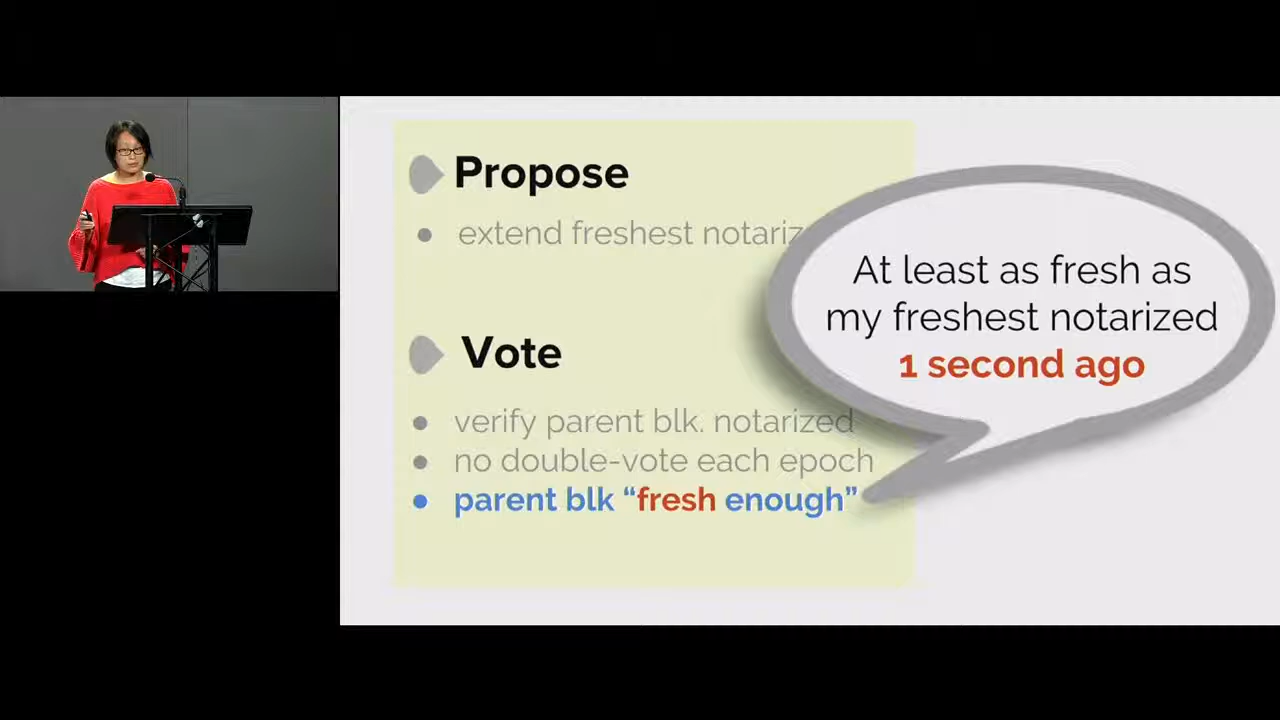 Propose
extend freshest
Vote
verify parent blk. notarized
no double-vote each epoch
parent blk “fresh enough”
At least as fresh as
my freshest notarized
1 second ago